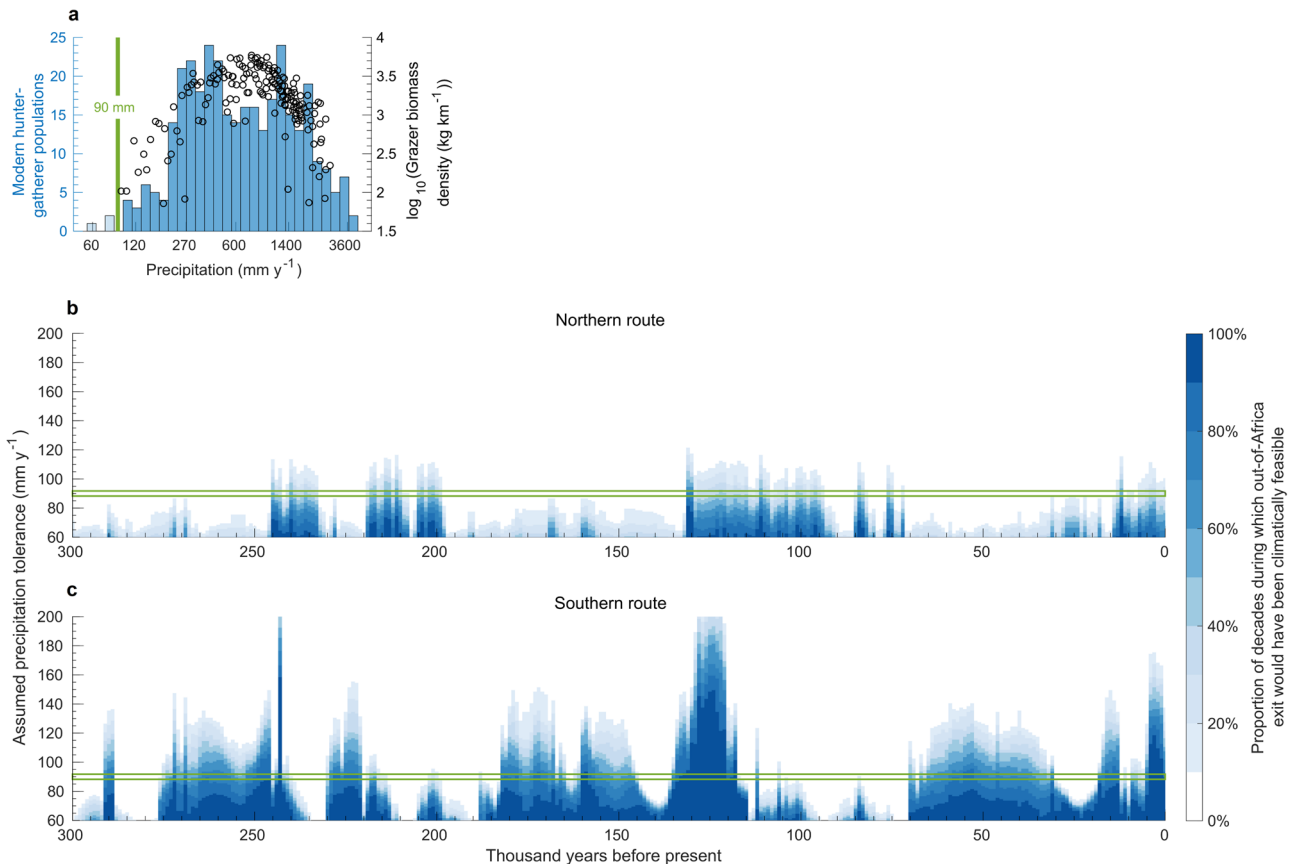 a
25
20
15
10
5
0
Modern hunter-
gatherer populations
90 mm
4
3.5
3
2.5
2
1.5
log10(Grazer biomass
density (kg km-1))
60 120 270 600 1400 3600
Precipitation (mm y-1)
b
Northern route
200
180
160
140
120
100
80
60
300 250 200 150 100 50 0
c
Southern route
200
180
160
140
120
100
80
60
300 250 200 150 100 50 0
Assumed precipitation tolerance (mm y-1)
Thousand years before present
100%
80%
60%
40%
20%
0%
Proportion of decades during which out-of-Africa
exit would have been climatically feasible